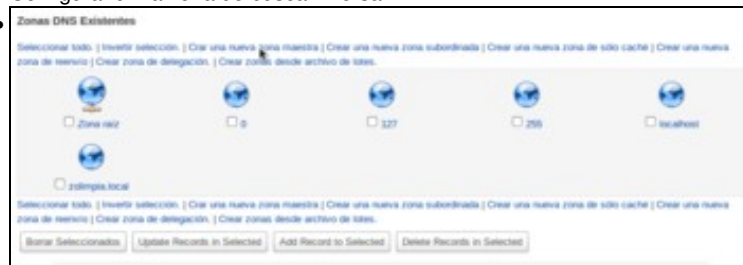 Zonas DNS Existentes
Seleccionar todo. | Invertir selección. | Crar una nueva zona maestra | Crear una nueva zona subordinada | Crear una nueva zona de sólo caché | Crear una nueva
zona de reenvío | Crear zona de delegación. | Crear zonas desde archivo de lotes.
Zona raíz
0
127
255
localhost
zolimpia.local
Seleccionar todo. | Invertir selección. | Crar una nueva zona maestra | Crear una nueva zona subordinada | Crear una nueva zona de sólo caché | Crear una nueva
zona de reenvío | Crear zona de delegación. | Crear zonas desde archivo de lotes.
Borrar Seleccionados
Update Records in Selected
Add Record to Selected
Delete Records in Selected